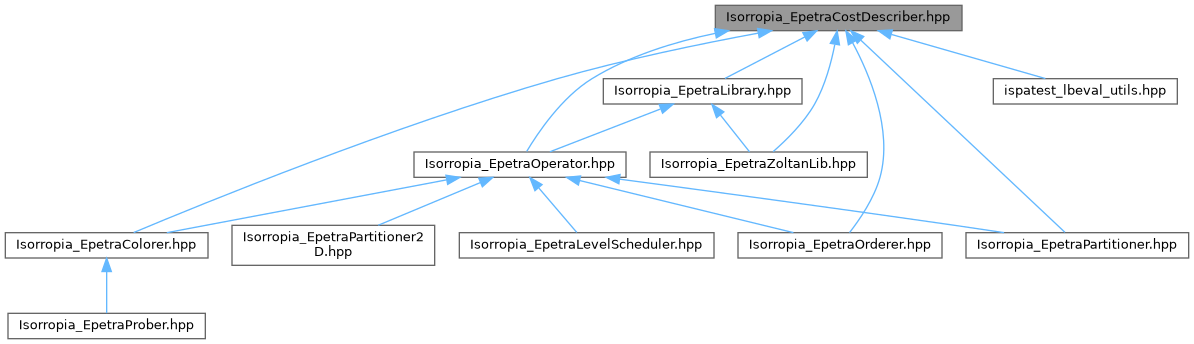 Isorropia_EpetraCostDescriber.hpp
Isorropia_EpetraLibrary.hpp
ispatest_lbeval_utils.hpp
Isorropia_EpetraOperator.hpp
Isorropia_EpetraZoltanLib.hpp
Isorropia_EpetraColorer.hpp
Isorropia_EpetraPartitioner2
D.hpp
Isorropia_EpetraLevelScheduler.hpp
Isorropia_EpetraOrderer.hpp
Isorropia_EpetraPartitioner.hpp
Isorropia_EpetraProber.hpp